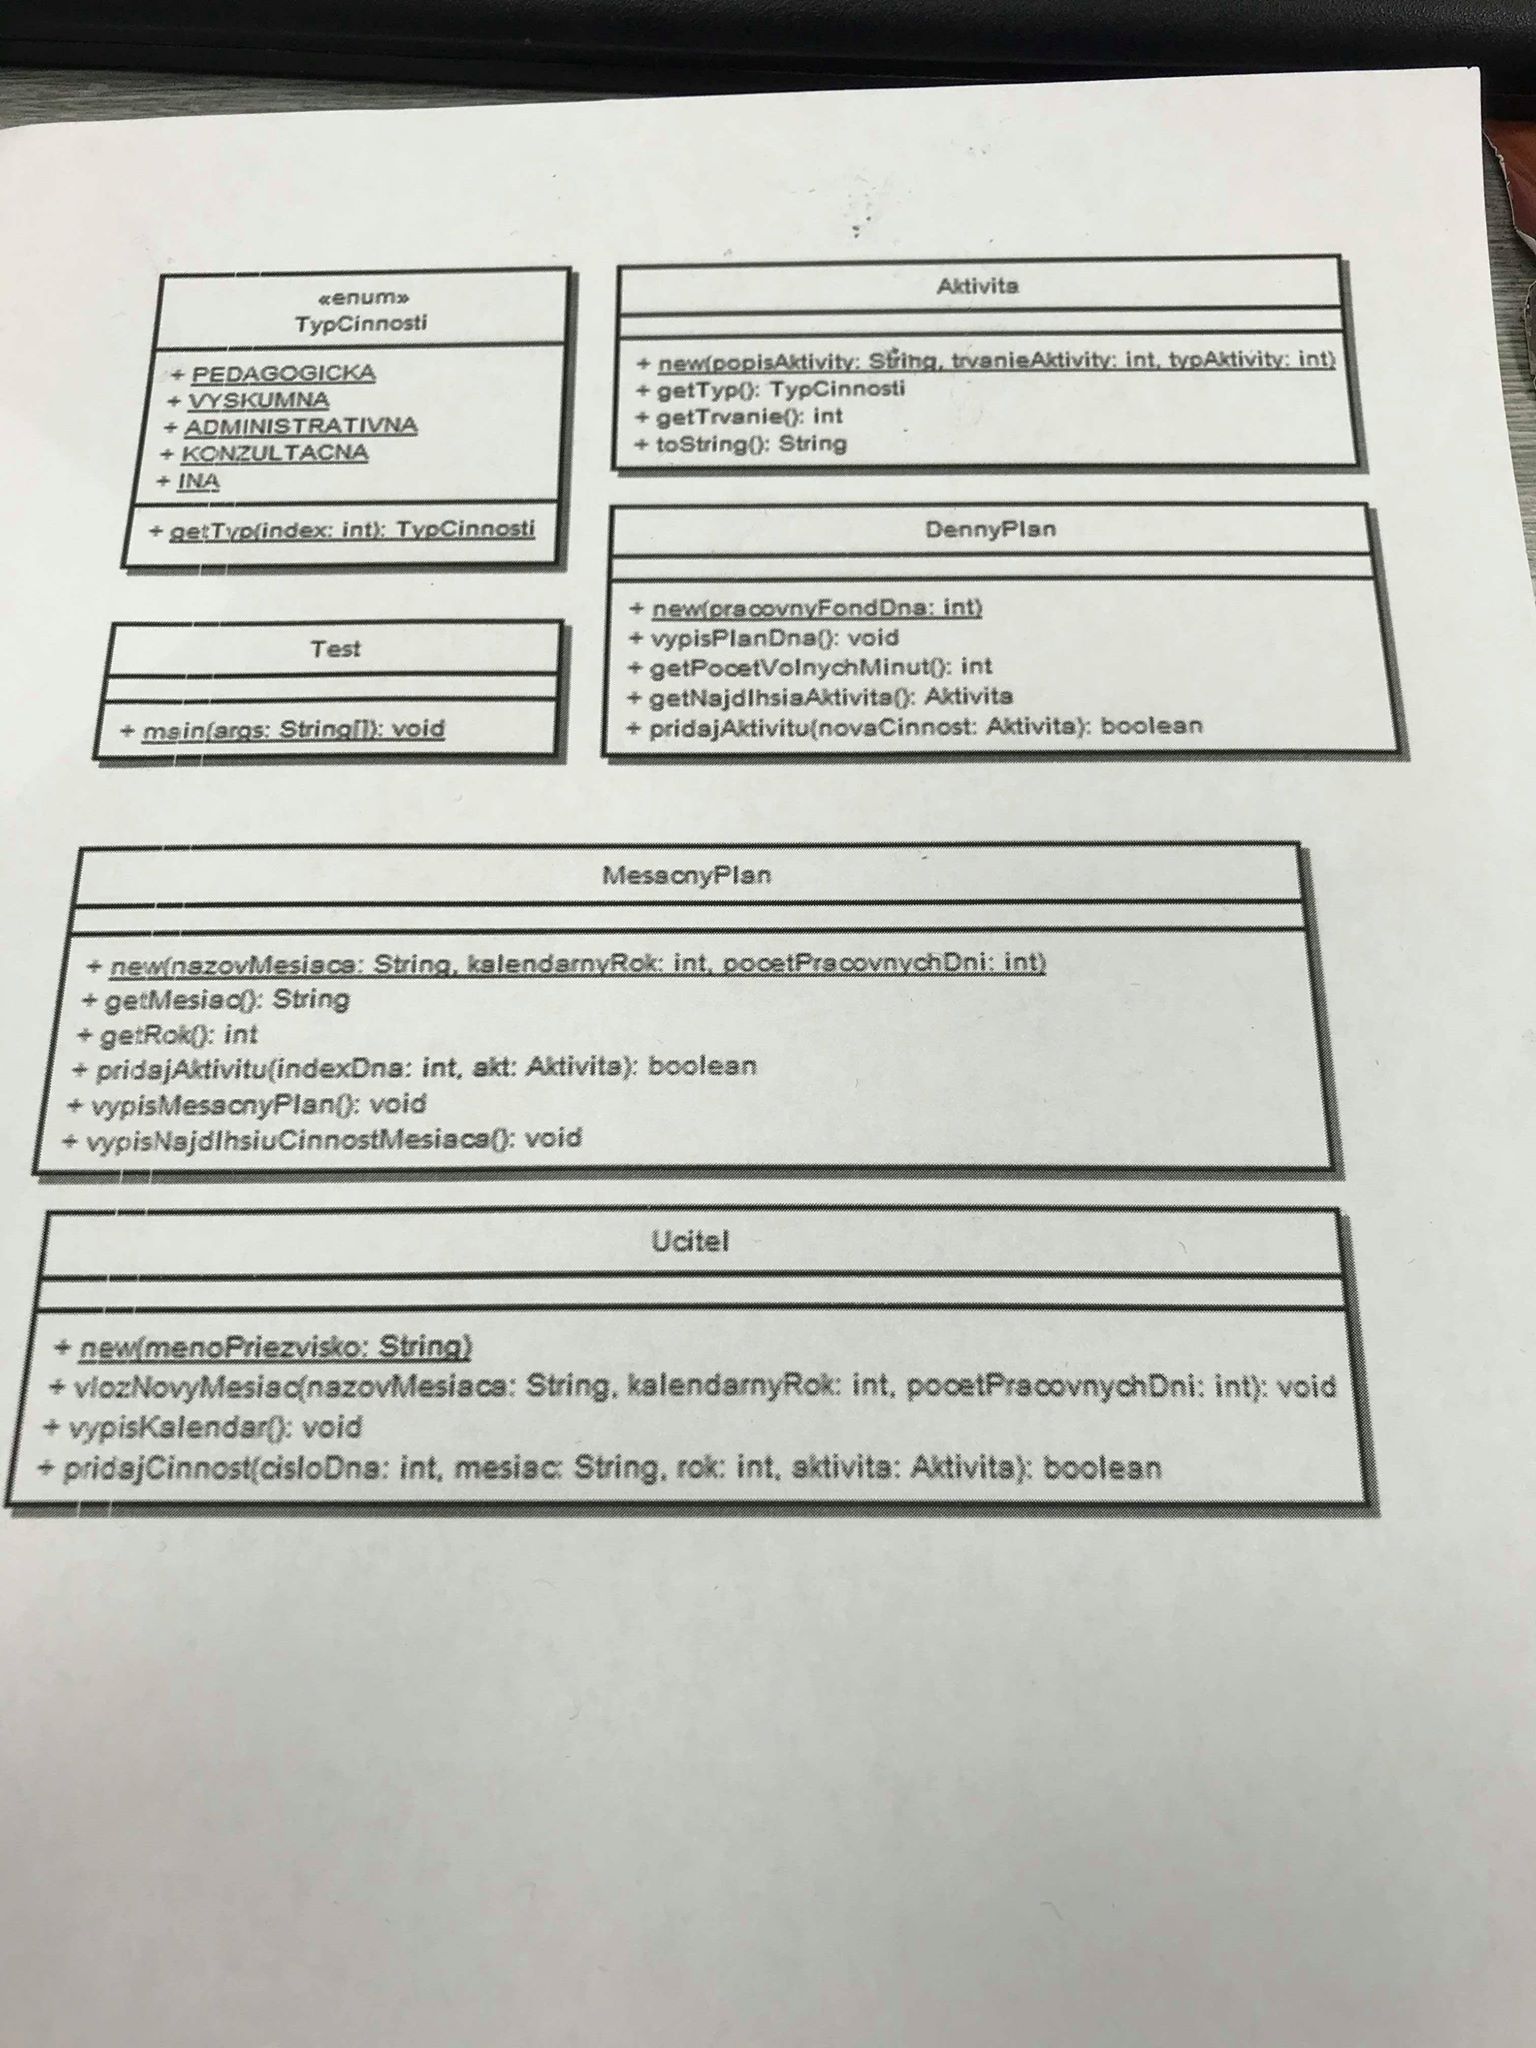 «enum»
TypCinnosti
+ PEDAGOGICKA
+ VYSKUMNA
+ ADMINISTRATIVNA
+ KONZULTACNA
+ INA
+ getTyp(index: int): TypCinnosti
Aktivita
+ new(popisAktivity: String, trvanieAktivity: int, typAktivity: int)
+ getTyp(): TypCinnosti
+ getTrvanie(): int
+ toString(): String
DennyPlan
+ new(pracovnyFondDna: int)
+ vypisPlanDna(): void
+ getPocetVolnychMinut(): int
+ getNajdlhsiaAktivita(): Aktivita
+ pridajAktivitu(novaCinnost: Aktivita): boolean
Test
+ main(args: String[]): void
MesacnyPlan
+ new(nazovMesiaca: String, kalendarnyRok: int, pocetPracovnychDni: int)
+ getMesiac(): String
+ getRok(): int
+ pridajAktivitu(indexDna: int, akt: Aktivita): boolean
+ vypisMesacnyPlan(): void
+ vypisNajdlhsiuCinnostMesiaca(): void
Ucitel
+ new(menoPriezvisko: String)
+ vlozNovyMesiac(nazovMesiaca: String, kalendarnyRok: int, pocetPracovnychDni: int): void
+ vypisKalendar(): void
+ pridajCinnost(cisloDna: int, mesiac: String, rok: int, aktivita: Aktivita): boolean